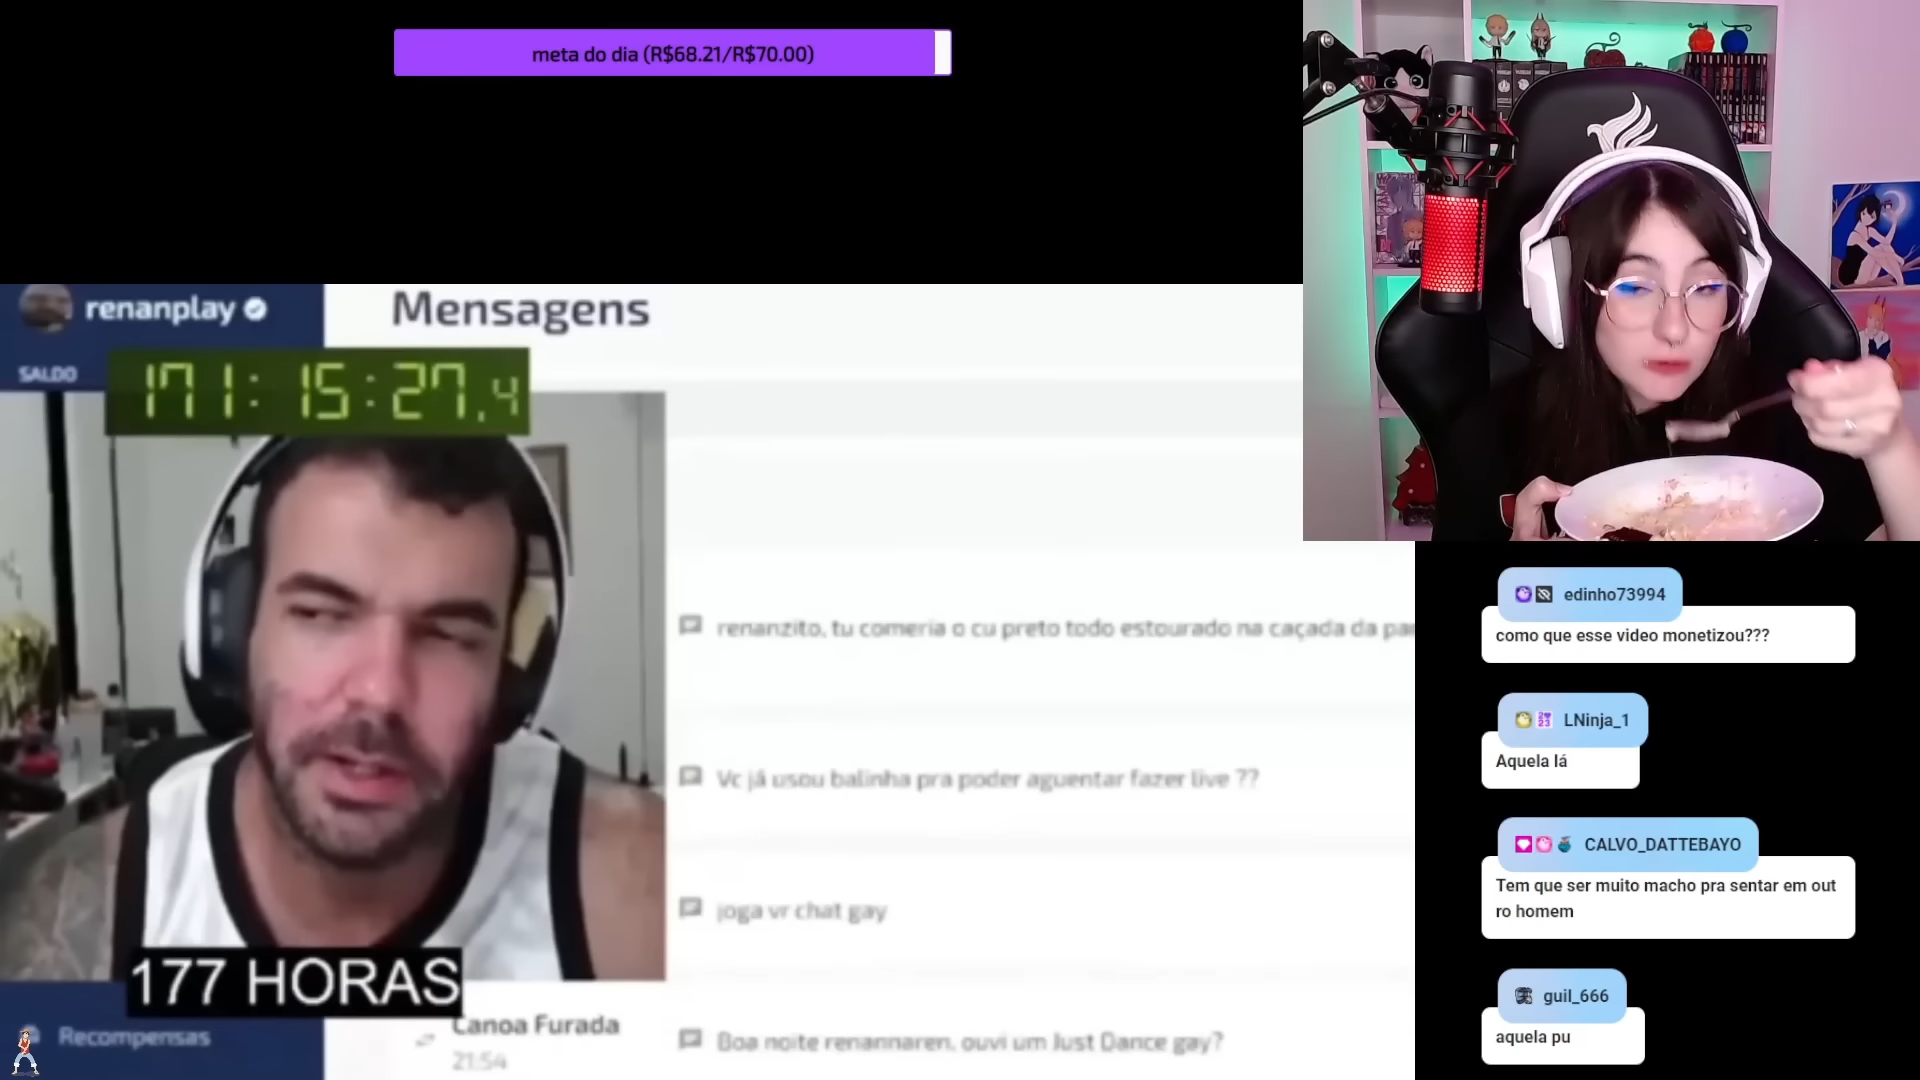 meta do dia (R$68.21/R$70.00)
renanplay
Mensagens
SALDO
171: 15:27.4
renanzito, tu comeria o cu preto todo estourado na caçada da
Vc já usou balinha pra poder aguentar fazer live ??
joga vr chat gay
177 HORAS
Recompensas
Canoa Furada
21:54
Boa noite renannaren, ouvi um Just Dance gay?
edinho73994
como que esse video monetizou???
LNinja_1
Aquela lá
CALVO_DATTEBAYO
Tem que ser muito macho pra sentar em out
ro homem
guil_666
aquela pu